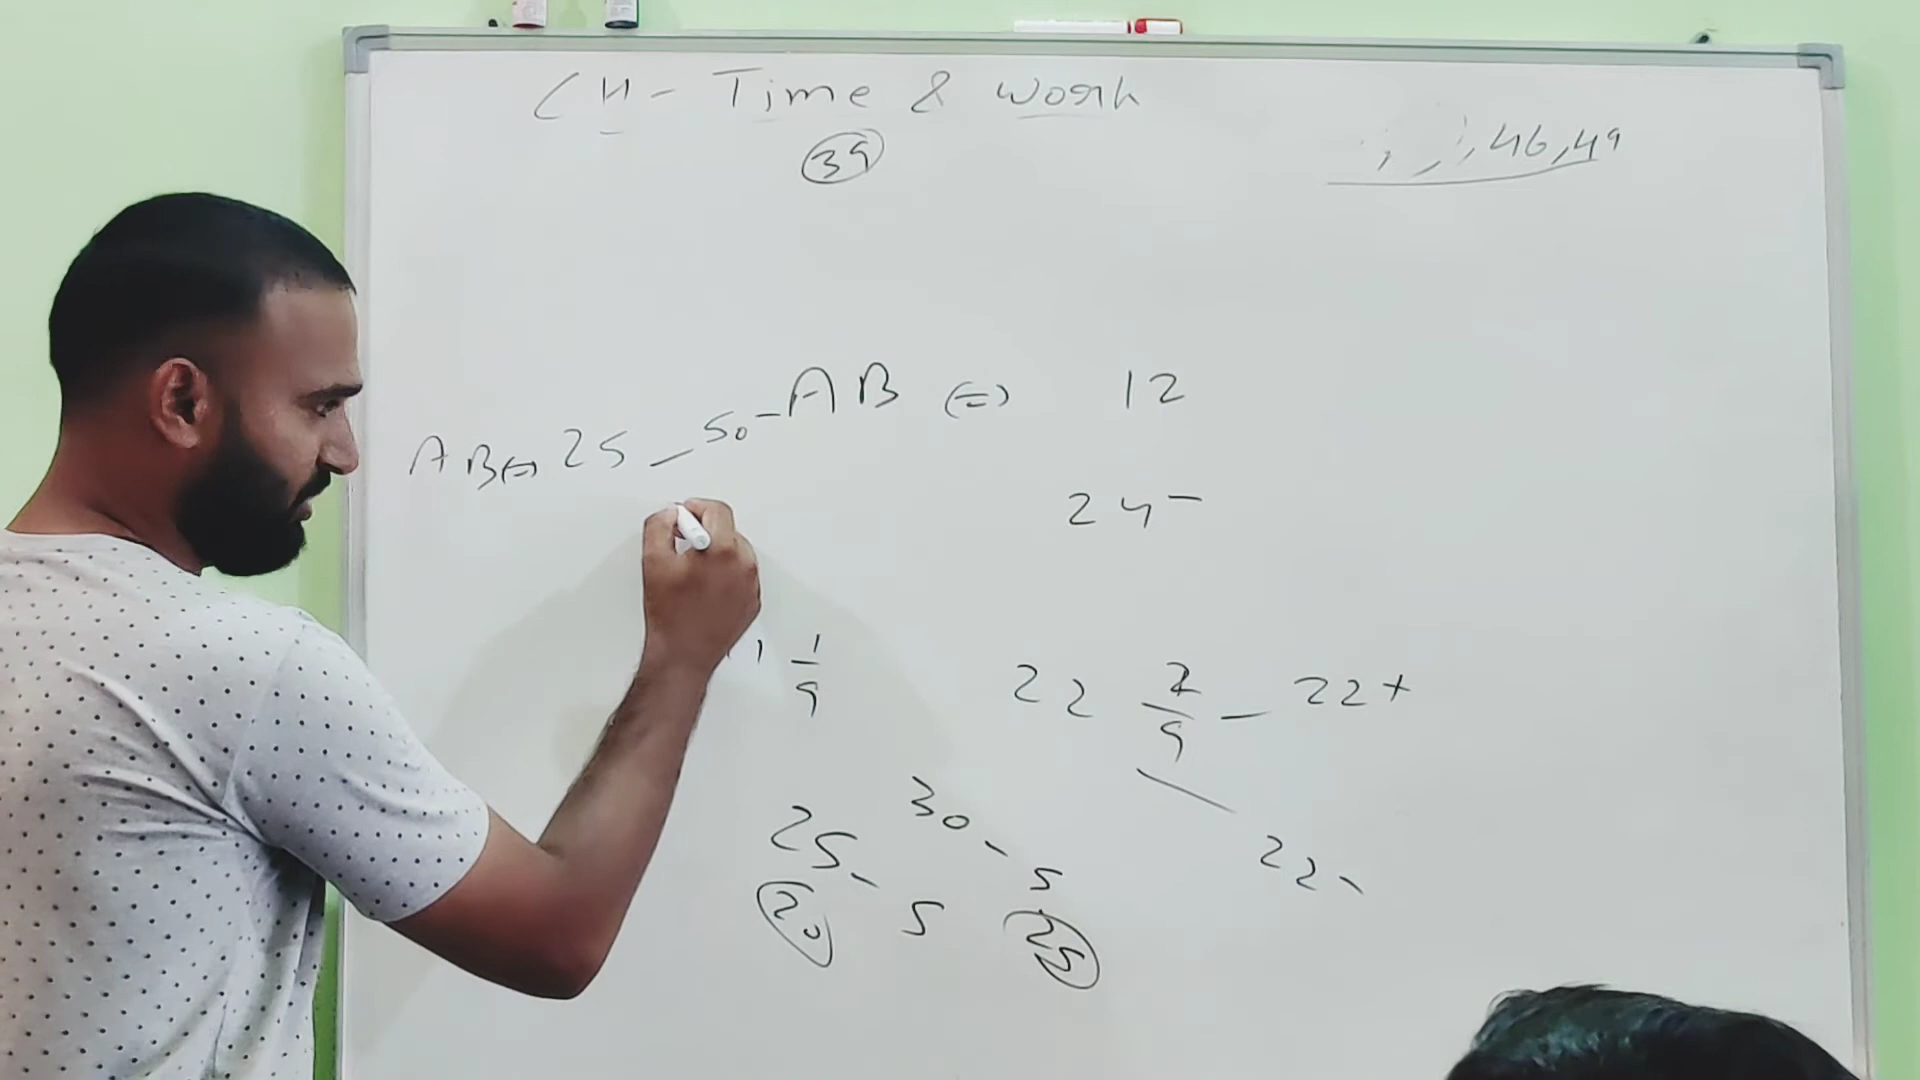 CH - Time & Work
39
, , , 46, 49
AB (=) 12
AB (=) 25 - 50 -
24 -
11 1/9
22 2/9 - 22 +
22 -
25 - 5
20
30 - 5
25